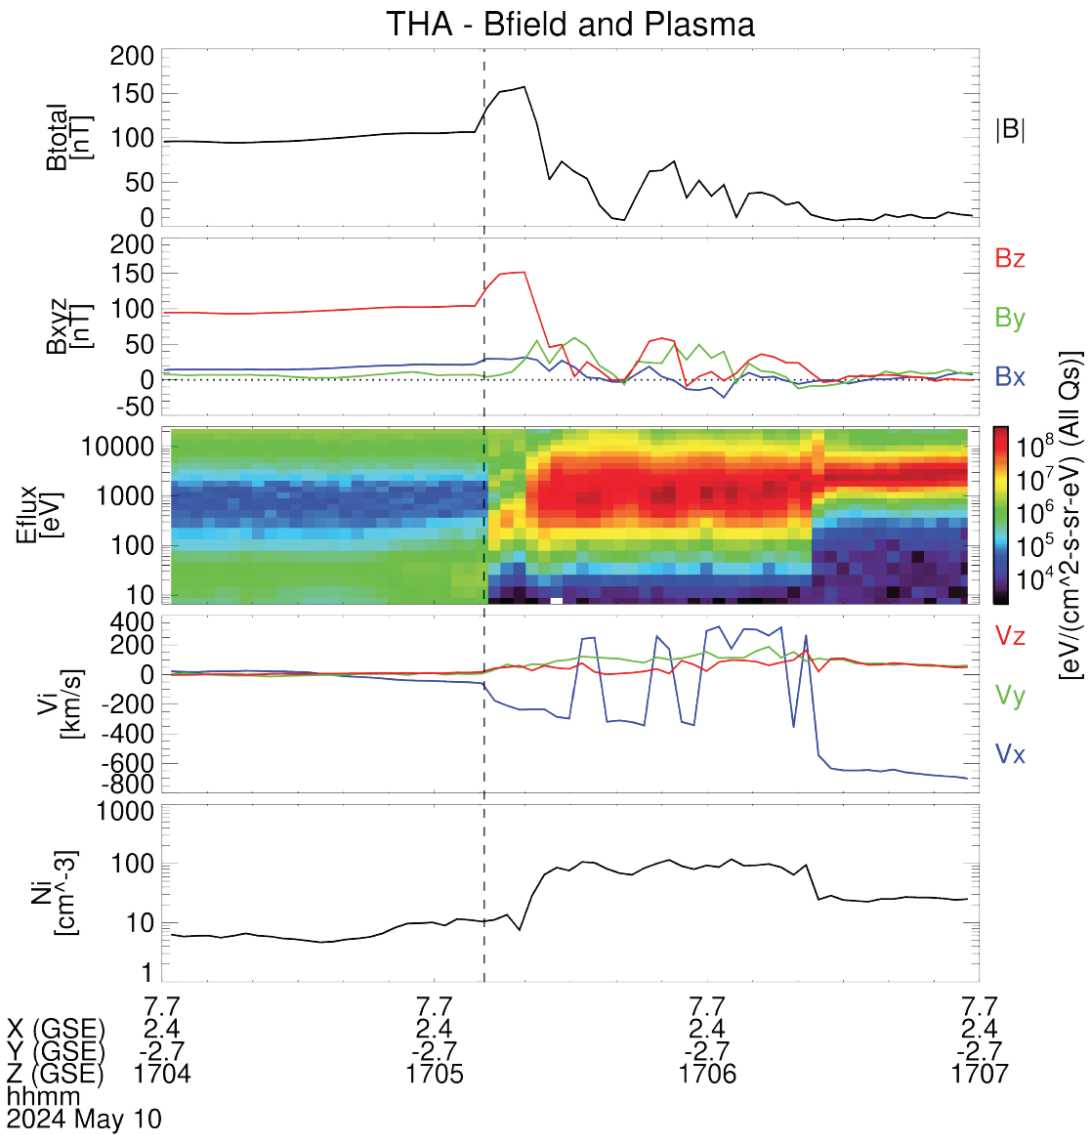 THA - Bfield and Plasma
200
150
100
50
0
Btotal
[nT]
|B|
200
150
100
50
0
-50
Bxyz
[nT]
Bz
By
Bx
10000
1000
100
10
Eflux
[eV]
10^8
10^7
10^6
10^5
10^4
[eV/(cm^2-s-sr-eV) (All Qs)]
400
200
0
-200
-400
-600
-800
Vi
[km/s]
Vz
Vy
Vx
1000
100
10
1
Ni
[cm^-3]
7.7 7.7 7.7 7.7
X (GSE) 2.4 2.4 2.4 2.4
Y (GSE) -2.7 -2.7 -2.7 -2.7
Z (GSE) 1704 1705 1706 1707
hhmm
2024 May 10